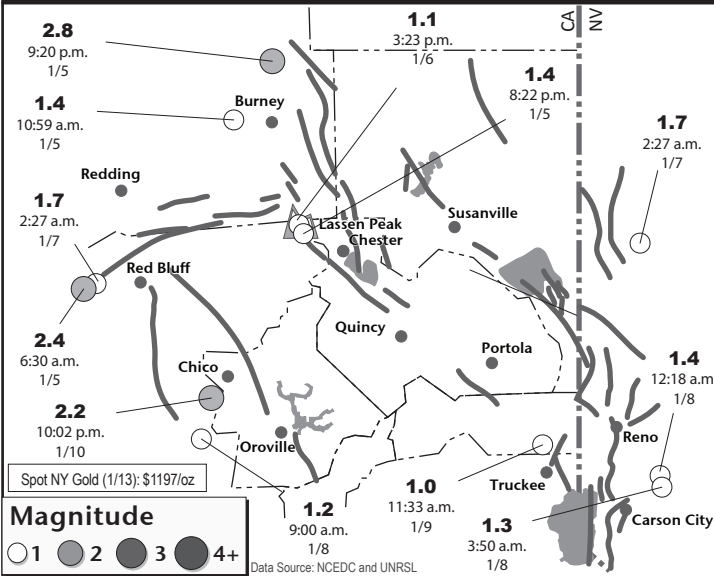 2.8
9:20 p.m.
1/5
1.1
3:23 p.m.
1/6
CA
NV
1.4
8:22 p.m.
1/5
1.4
10:59 a.m.
1/5
Burney
1.7
2:27 a.m.
1/7
Redding
1.7
2:27 a.m.
1/7
Lassen Peak
Chester
Susanville
Red Bluff
2.4
6:30 a.m.
1/5
Quincy
Portola
Chico
1.4
12:18 a.m.
1/8
2.2
10:02 p.m.
1/10
Oroville
Reno
Spot NY Gold (1/13): $1197/oz
Truckee
1.0
11:33 a.m.
1/9
1.2
9:00 a.m.
1/8
1.3
3:50 a.m.
1/8
Carson City
Magnitude
1 2 3 4+
Data Source: NCEDC and UNRSL